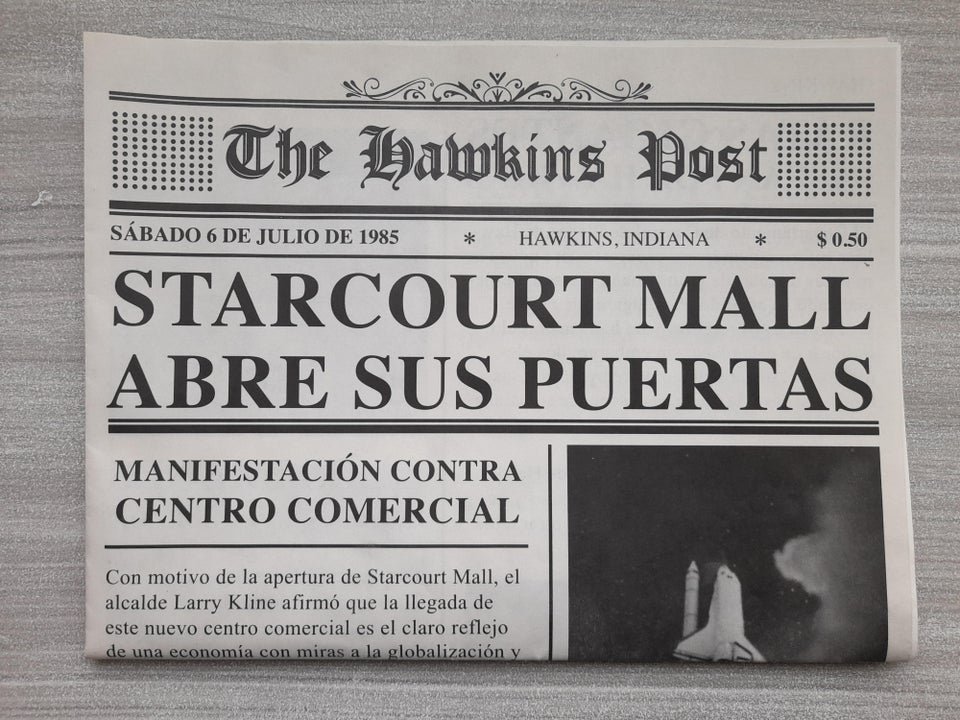 The Hawkins Post
SÁBADO 6 DE JULIO DE 1985 * HAWKINS, INDIANA * $ 0.50
STARCOURT MALL
ABRE SUS PUERTAS
MANIFESTACIÓN CONTRA
CENTRO COMERCIAL
Con motivo de la apertura de Starcourt Mall, el
alcalde Larry Kline afirmó que la llegada de
este nuevo centro comercial es el claro reflejo
de una economía con miras a la globalización y